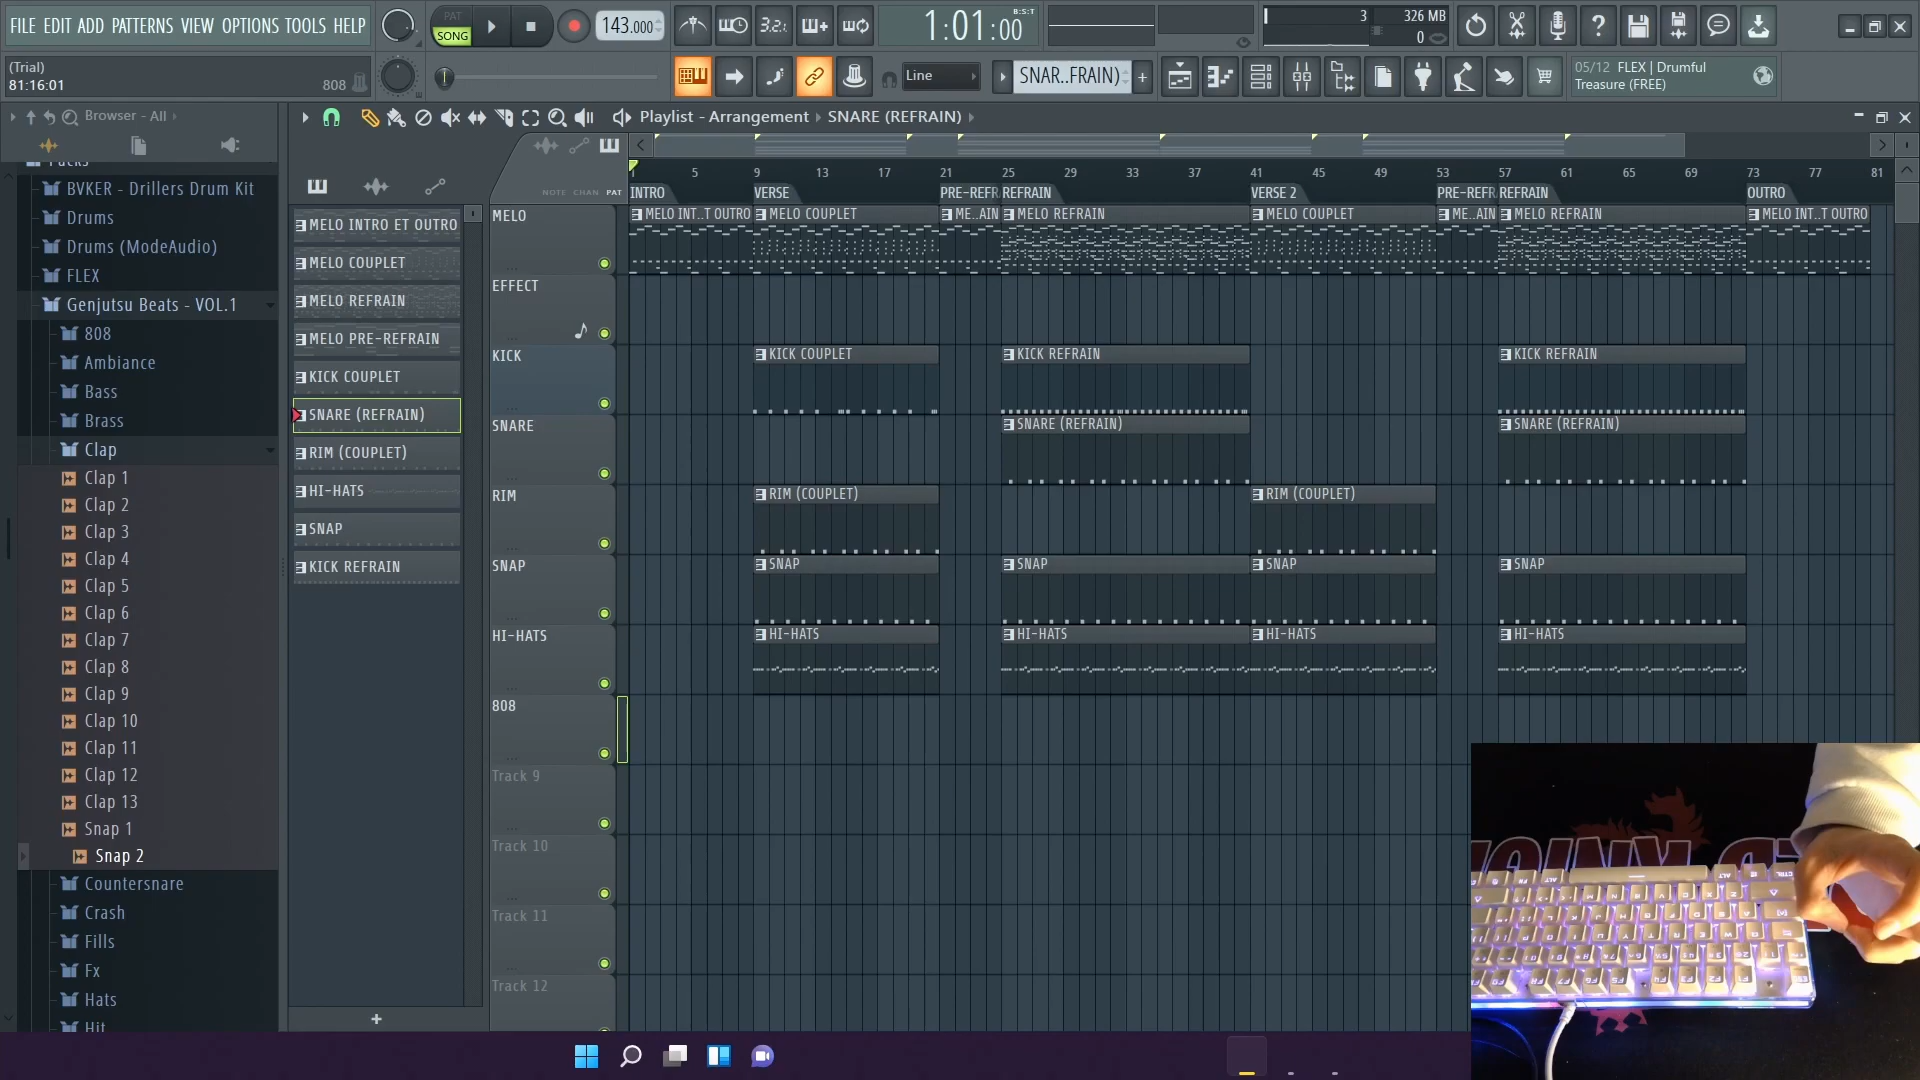 FILE EDIT ADD PATTERNS VIEW OPTIONS TOOLS HELP
PAT
SONG
143.000
3.2.
1:01:00
B:S:T
3
326 MB
0
(Trial)
81:16:01
808
Line
SNAR..FRAIN)
05/12 FLEX | Drumful
Treasure (FREE)
Browser - All
Playlist - Arrangement ▸ SNARE (REFRAIN) ▸
Packs
BVKER - Drillers Drum Kit
Drums
Drums (ModeAudio)
FLEX
Genjutsu Beats - VOL.1
808
Ambiance
Bass
Brass
Clap
Clap 1
Clap 2
Clap 3
Clap 4
Clap 5
Clap 6
Clap 7
Clap 8
Clap 9
Clap 10
Clap 11
Clap 12
Clap 13
Snap 1
Snap 2
Countersnare
Crash
Fills
Fx
Hats
Hit
MELO INTRO ET OUTRO
MELO COUPLET
MELO REFRAIN
MELO PRE-REFRAIN
KICK COUPLET
SNARE (REFRAIN)
RIM (COUPLET)
HI-HATS
SNAP
KICK REFRAIN
NOTE CHAN PAT
1 5 9 13 17 21 25 29 33 37 41 45 49 53 57 61 65 69 73 77 81
INTRO VERSE PRE-REFR REFRAIN VERSE 2 PRE-REFR REFRAIN OUTRO
MELO
MELO INT..T OUTRO MELO COUPLET ME..AIN MELO REFRAIN MELO COUPLET ME..AIN MELO REFRAIN MELO INT..T OUTRO
EFFECT
KICK
KICK COUPLET KICK REFRAIN KICK REFRAIN
SNARE
SNARE (REFRAIN) SNARE (REFRAIN)
RIM
RIM (COUPLET) RIM (COUPLET)
SNAP
SNAP SNAP SNAP SNAP
HI-HATS
HI-HATS HI-HATS HI-HATS HI-HATS
808
Track 9
Track 10
Track 11
Track 12